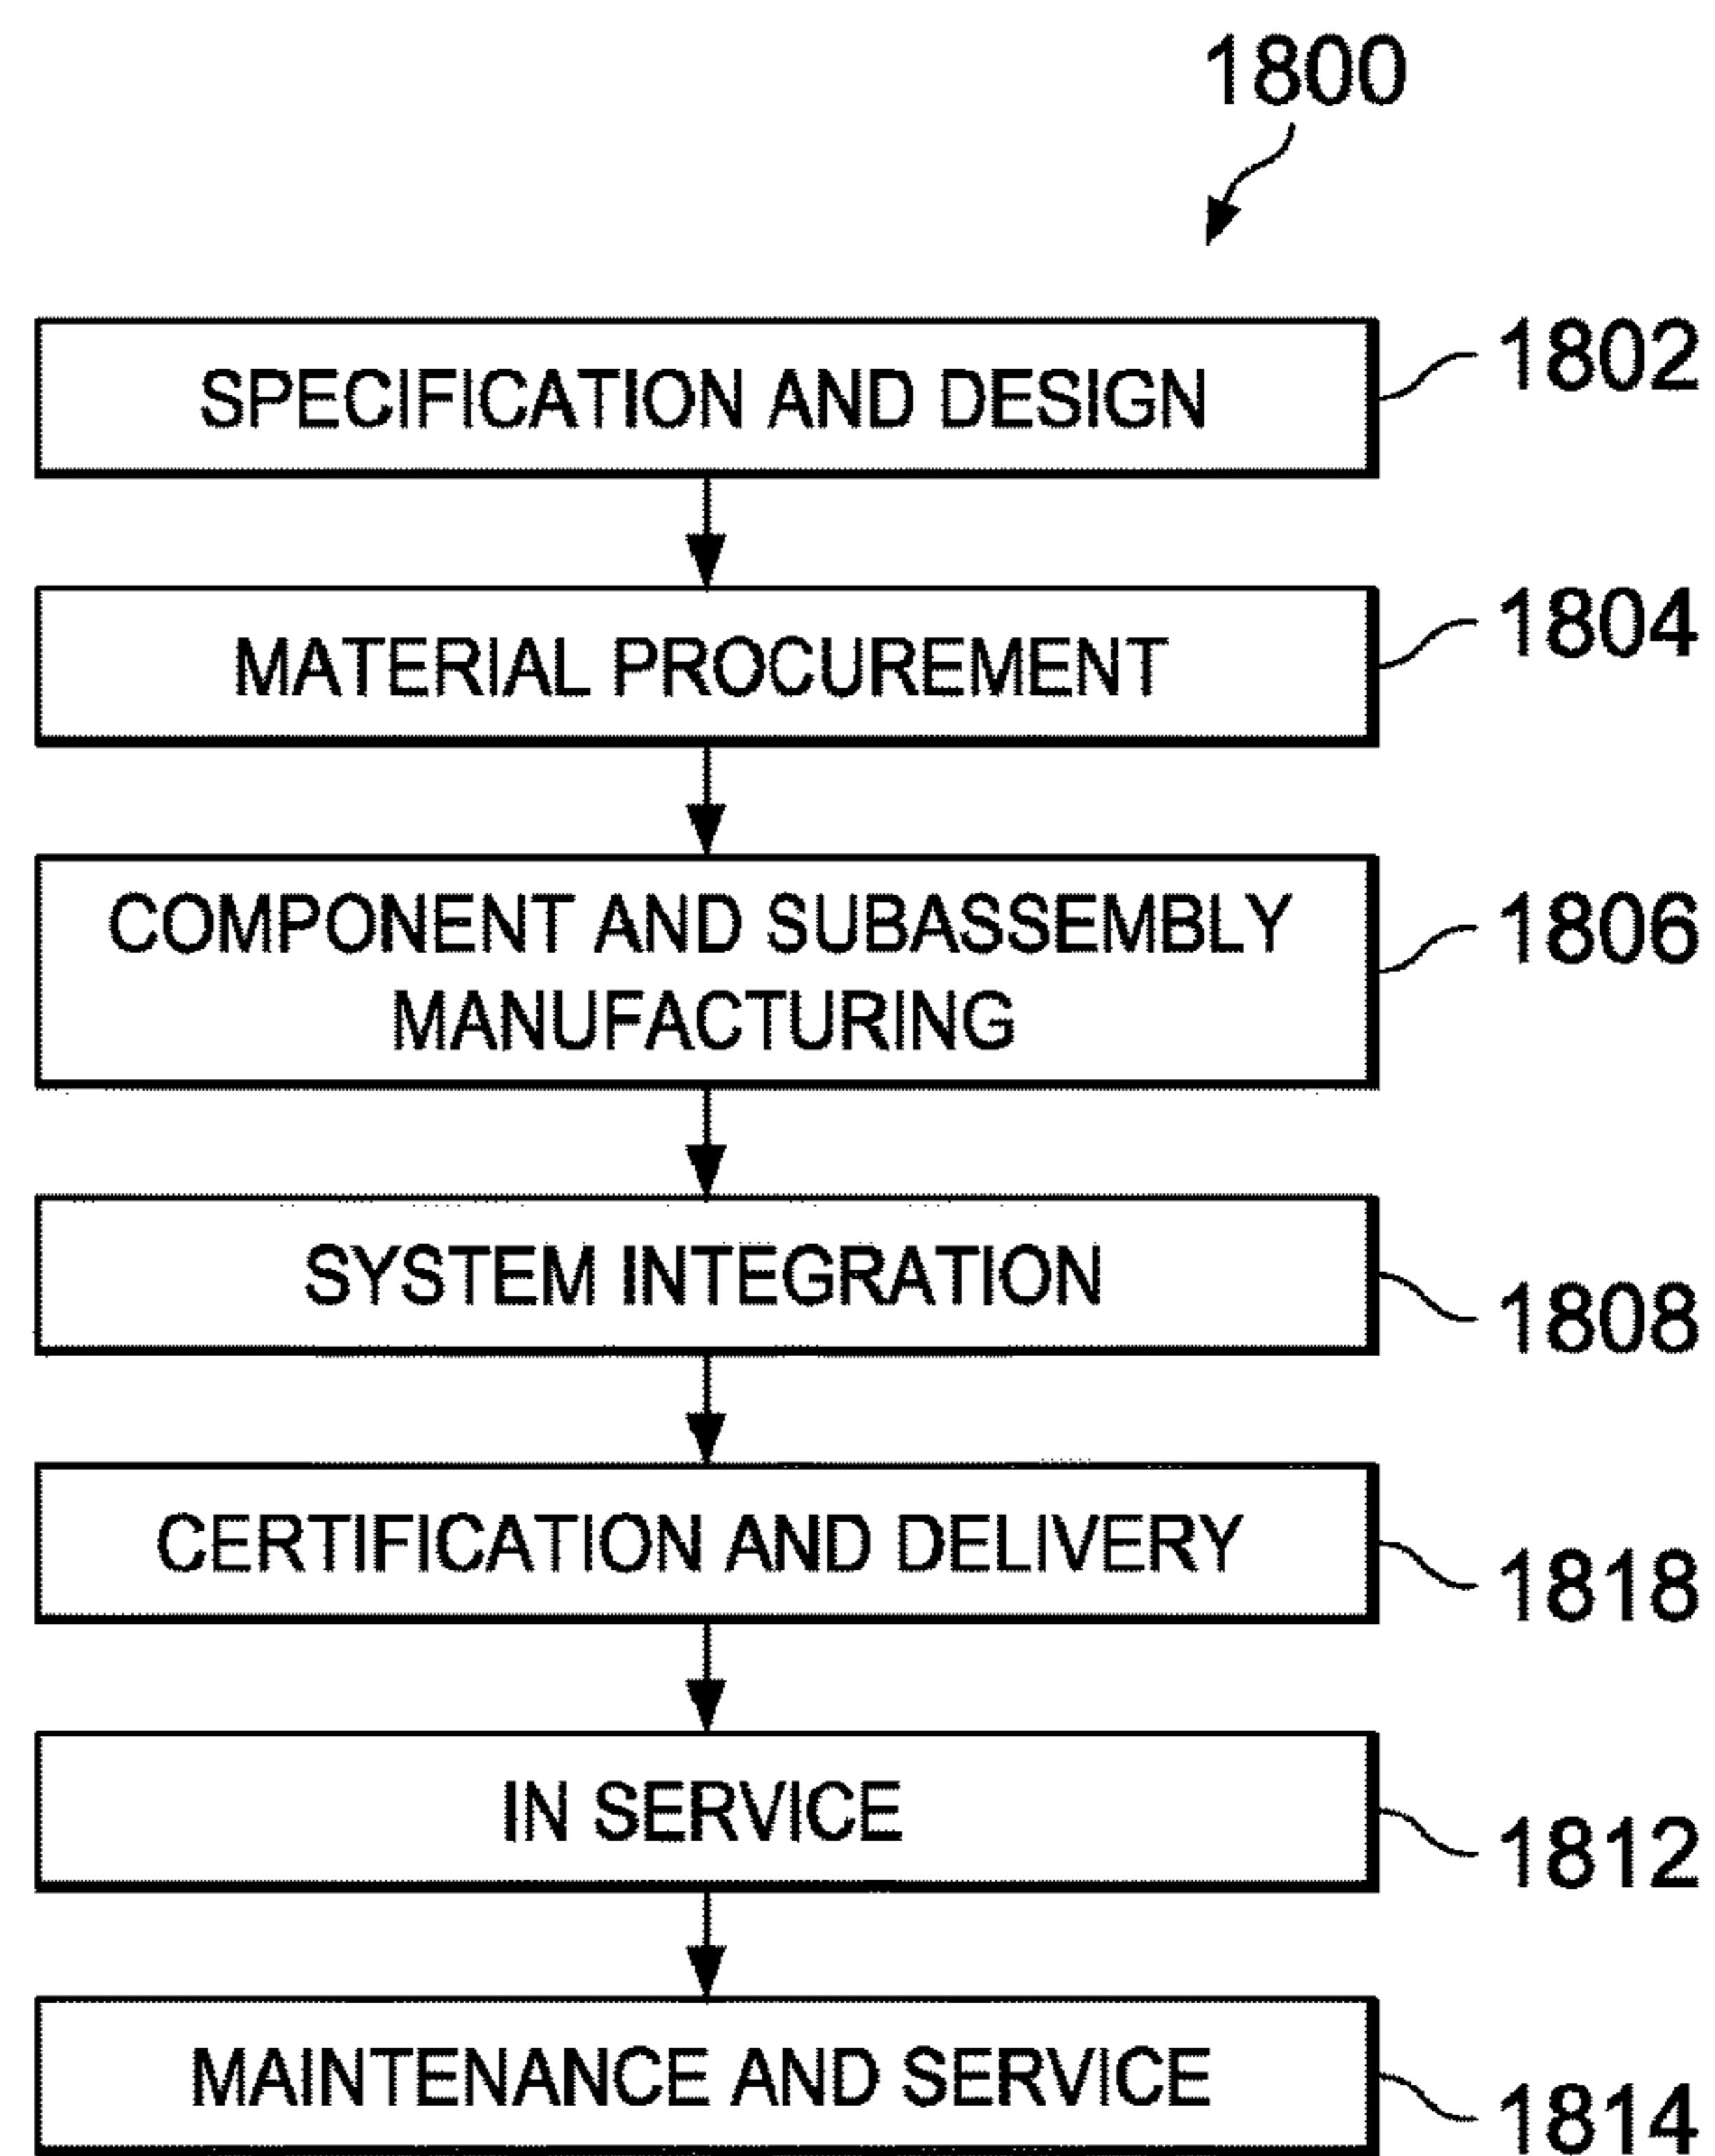 1800
SPECIFICATION AND DESIGN 1802
MATERIAL PROCUREMENT 1804
COMPONENT AND SUBASSEMBLY 1806
MANUFACTURING
SYSTEM INTEGRATION 1808
CERTIFICATION AND DELIVERY 1818
IN SERVICE 1812
MAINTENANCE AND SERVICE 1814